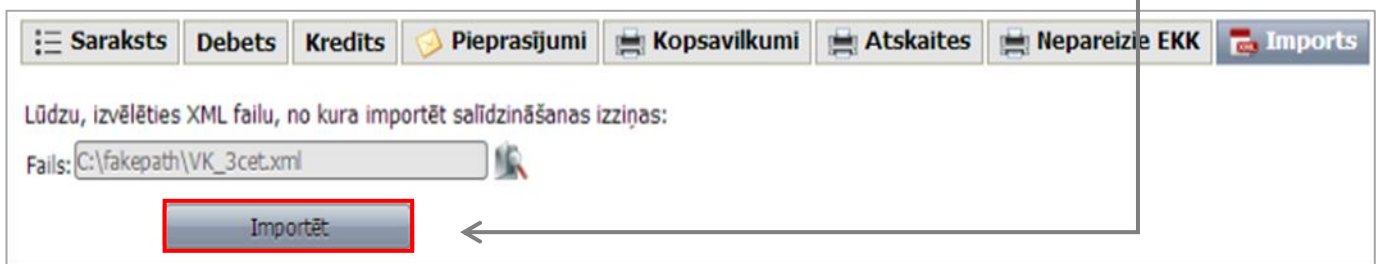 Saraksts Debets Kredits Pieprasījumi Kopsavilkumi Atskaites Nepareizie EKK Imports
Lūdzu, izvēlēties XML failu, no kura importēt salīdzināšanas izziņas:
Fails: C:\fakepath\VK_3cet.xml
Importēt